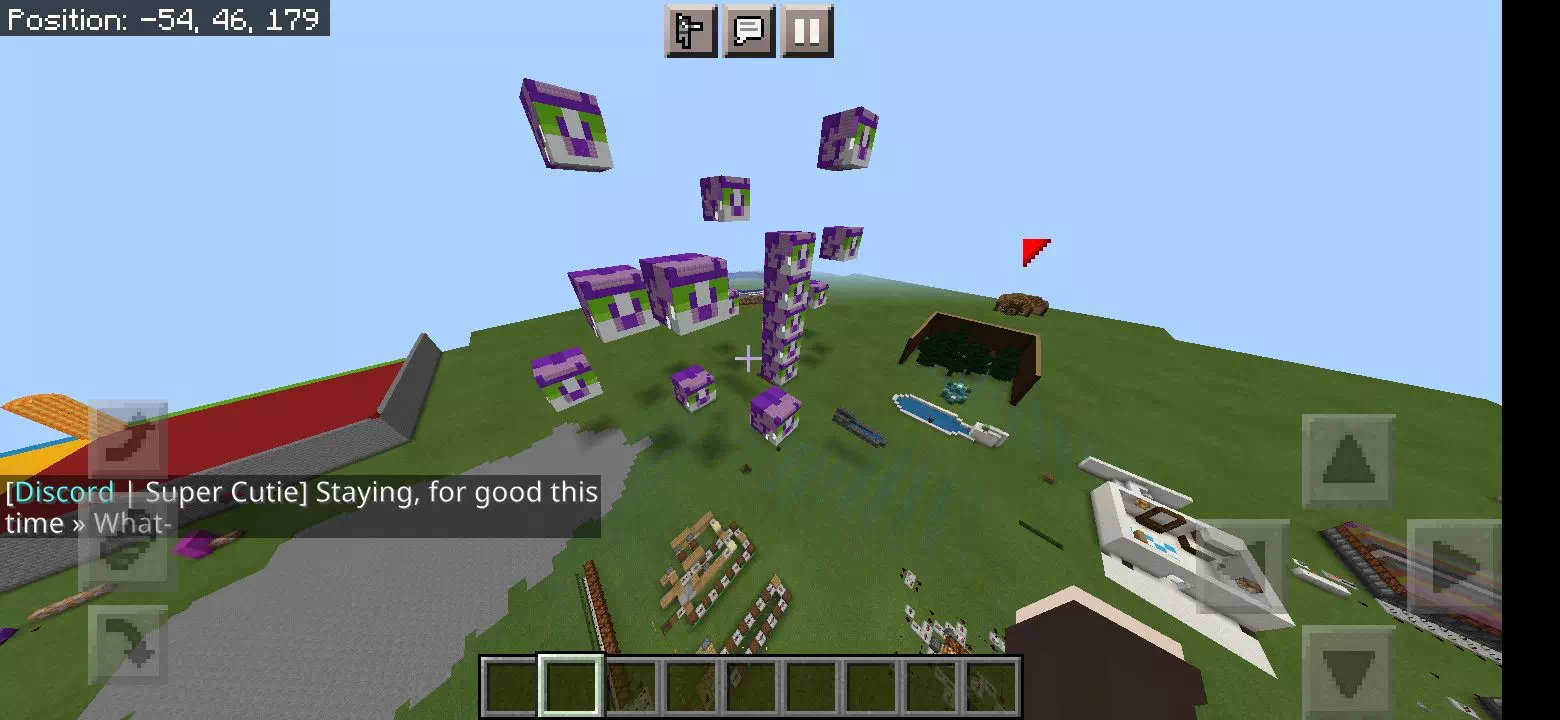 Position: -54, 46, 179
[Discord | Super Cutie] Staying, for good this
time » What-